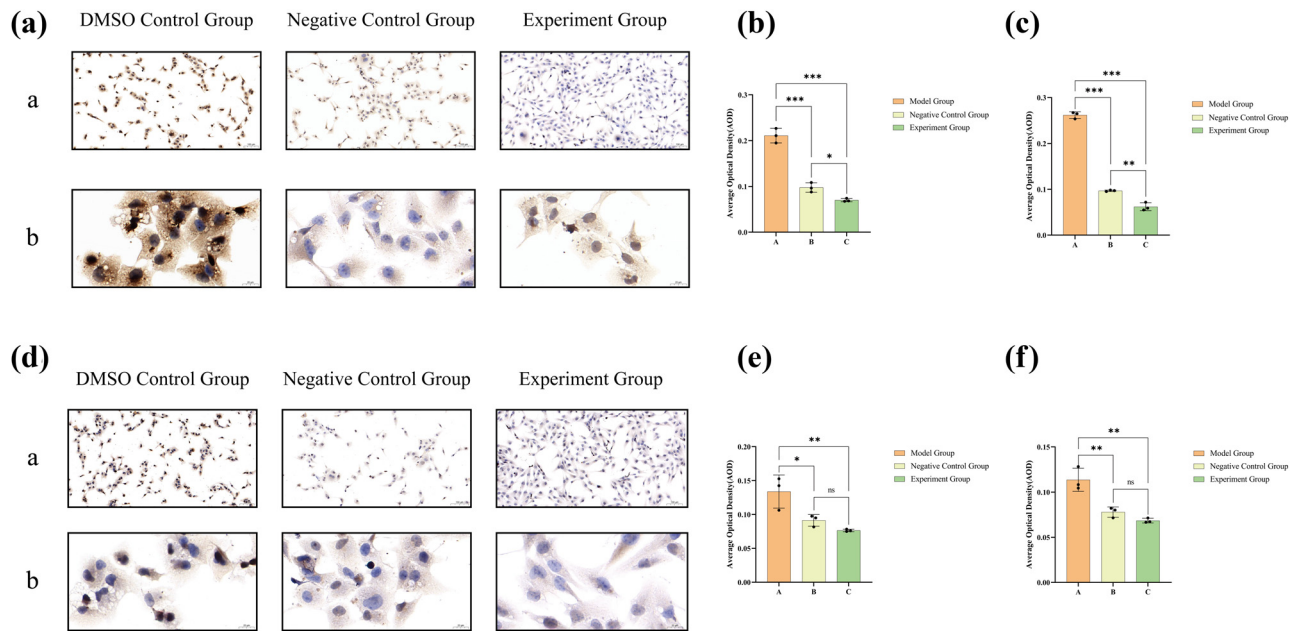 (a)
DMSO Control Group
Negative Control Group
Experiment Group
a
b
(b)
***
***
*
Average Optical Density(AOD)
0.3
0.2
0.1
0.0
A
B
C
Model Group
Negative Control Group
Experiment Group
(c)
***
***
**
Average Optical Density(AOD)
0.3
0.2
0.1
0.0
A
B
C
Model Group
Negative Control Group
Experiment Group
(d)
DMSO Control Group
Negative Control Group
Experiment Group
a
b
(e)
**
*
ns
Average Optical Density(AOD)
0.20
0.15
0.10
0.05
0.00
A
B
C
Model Group
Negative Control Group
Experiment Group
(f)
**
**
ns
Average Optical Density(AOD)
0.15
0.10
0.05
0.00
A
B
C
Model Group
Negative Control Group
Experiment Group